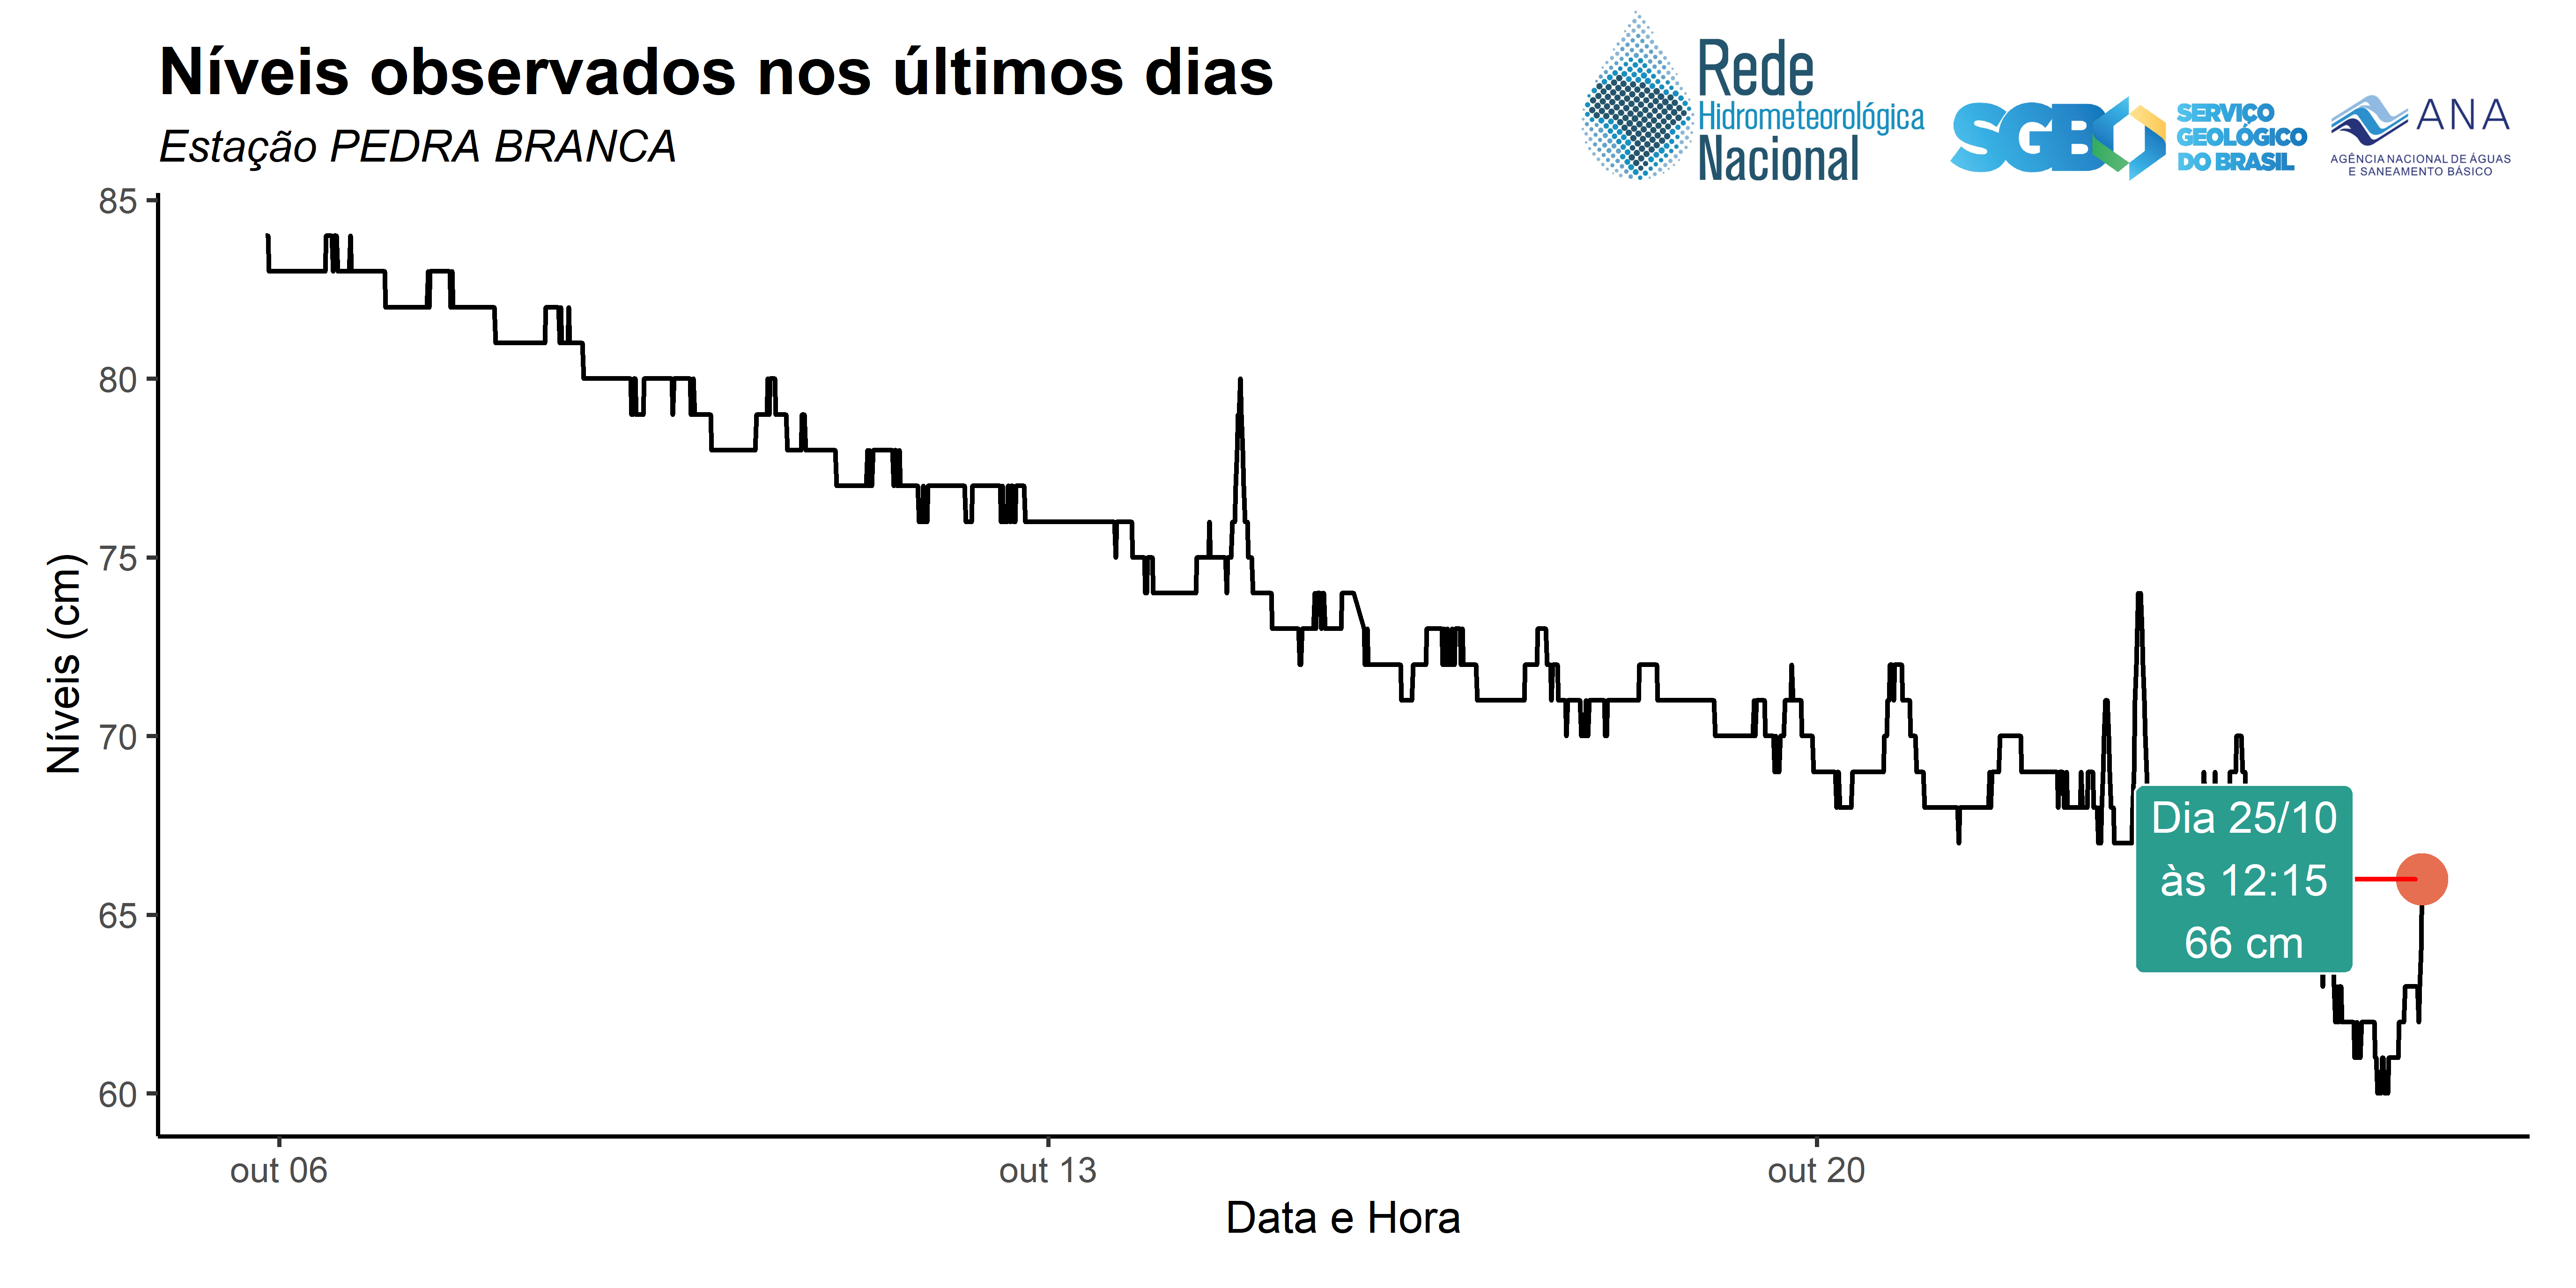 Níveis observados nos últimos dias
Estação PEDRA BRANCA
Rede
Hidrometeorológica
Nacional
SGB
SERVIÇO
GEOLÓGICO
DO BRASIL
ANA
AGÊNCIA NACIONAL DE ÁGUAS
E SANEAMENTO BÁSICO
85
80
75
70
65
60
Níveis (cm)
Dia 25/10
às 12:15
66 cm
out 06
out 13
out 20
Data e Hora